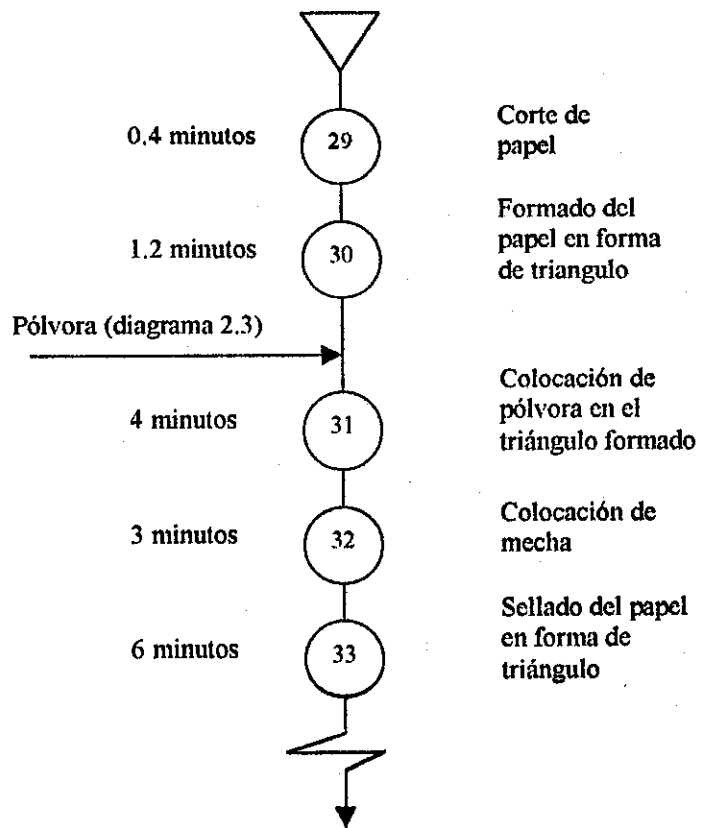 0.4 minutos
29
Corte de
papel
1.2 minutos
30
Formado del
papel en forma
de triangulo
Pólvora (diagrama 2.3)
4 minutos
31
Colocación de
pólvora en el
triángulo formado
3 minutos
32
Colocación de
mecha
6 minutos
33
Sellado del papel
en forma de
triángulo